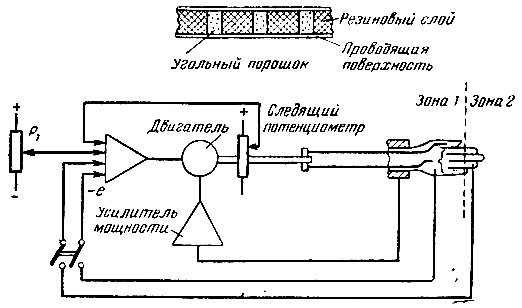 Резиновый слой
Проводящая
поверхность
Угольный порошок
Следящий
потенциометр
Зона 1 Зона 2
Двигатель
+
+
P₁
-e
-
-
Усилитель
мощности